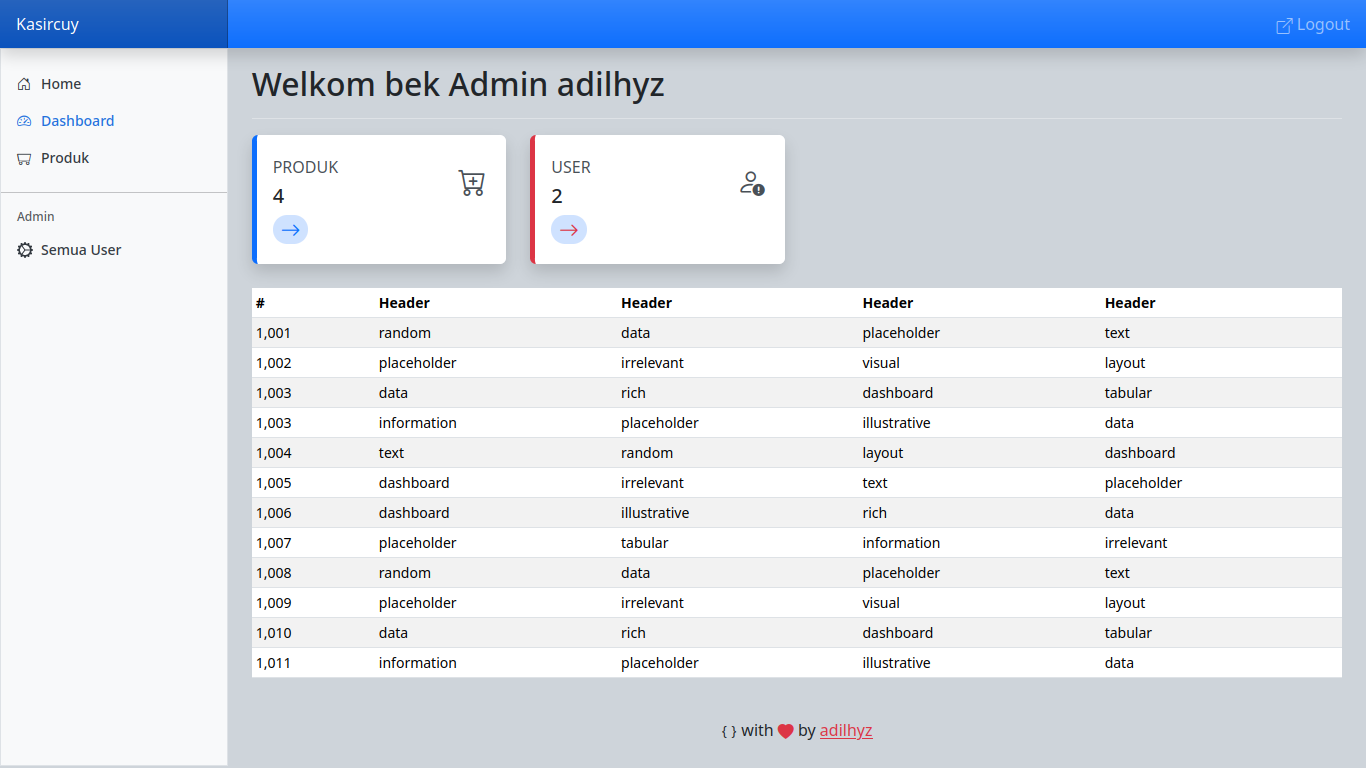 Kasircuy
Logout
Home
Dashboard
Produk
Admin
Semua User
Welkom bek Admin adilhyz
PRODUK
4
USER
2
# Header Header Header Header
1,001 random data placeholder text
1,002 placeholder irrelevant visual layout
1,003 data rich dashboard tabular
1,003 information placeholder illustrative data
1,004 text random layout dashboard
1,005 dashboard irrelevant text placeholder
1,006 dashboard illustrative rich data
1,007 placeholder tabular information irrelevant
1,008 random data placeholder text
1,009 placeholder irrelevant visual layout
1,010 data rich dashboard tabular
1,011 information placeholder illustrative data
{ } with by adilhyz